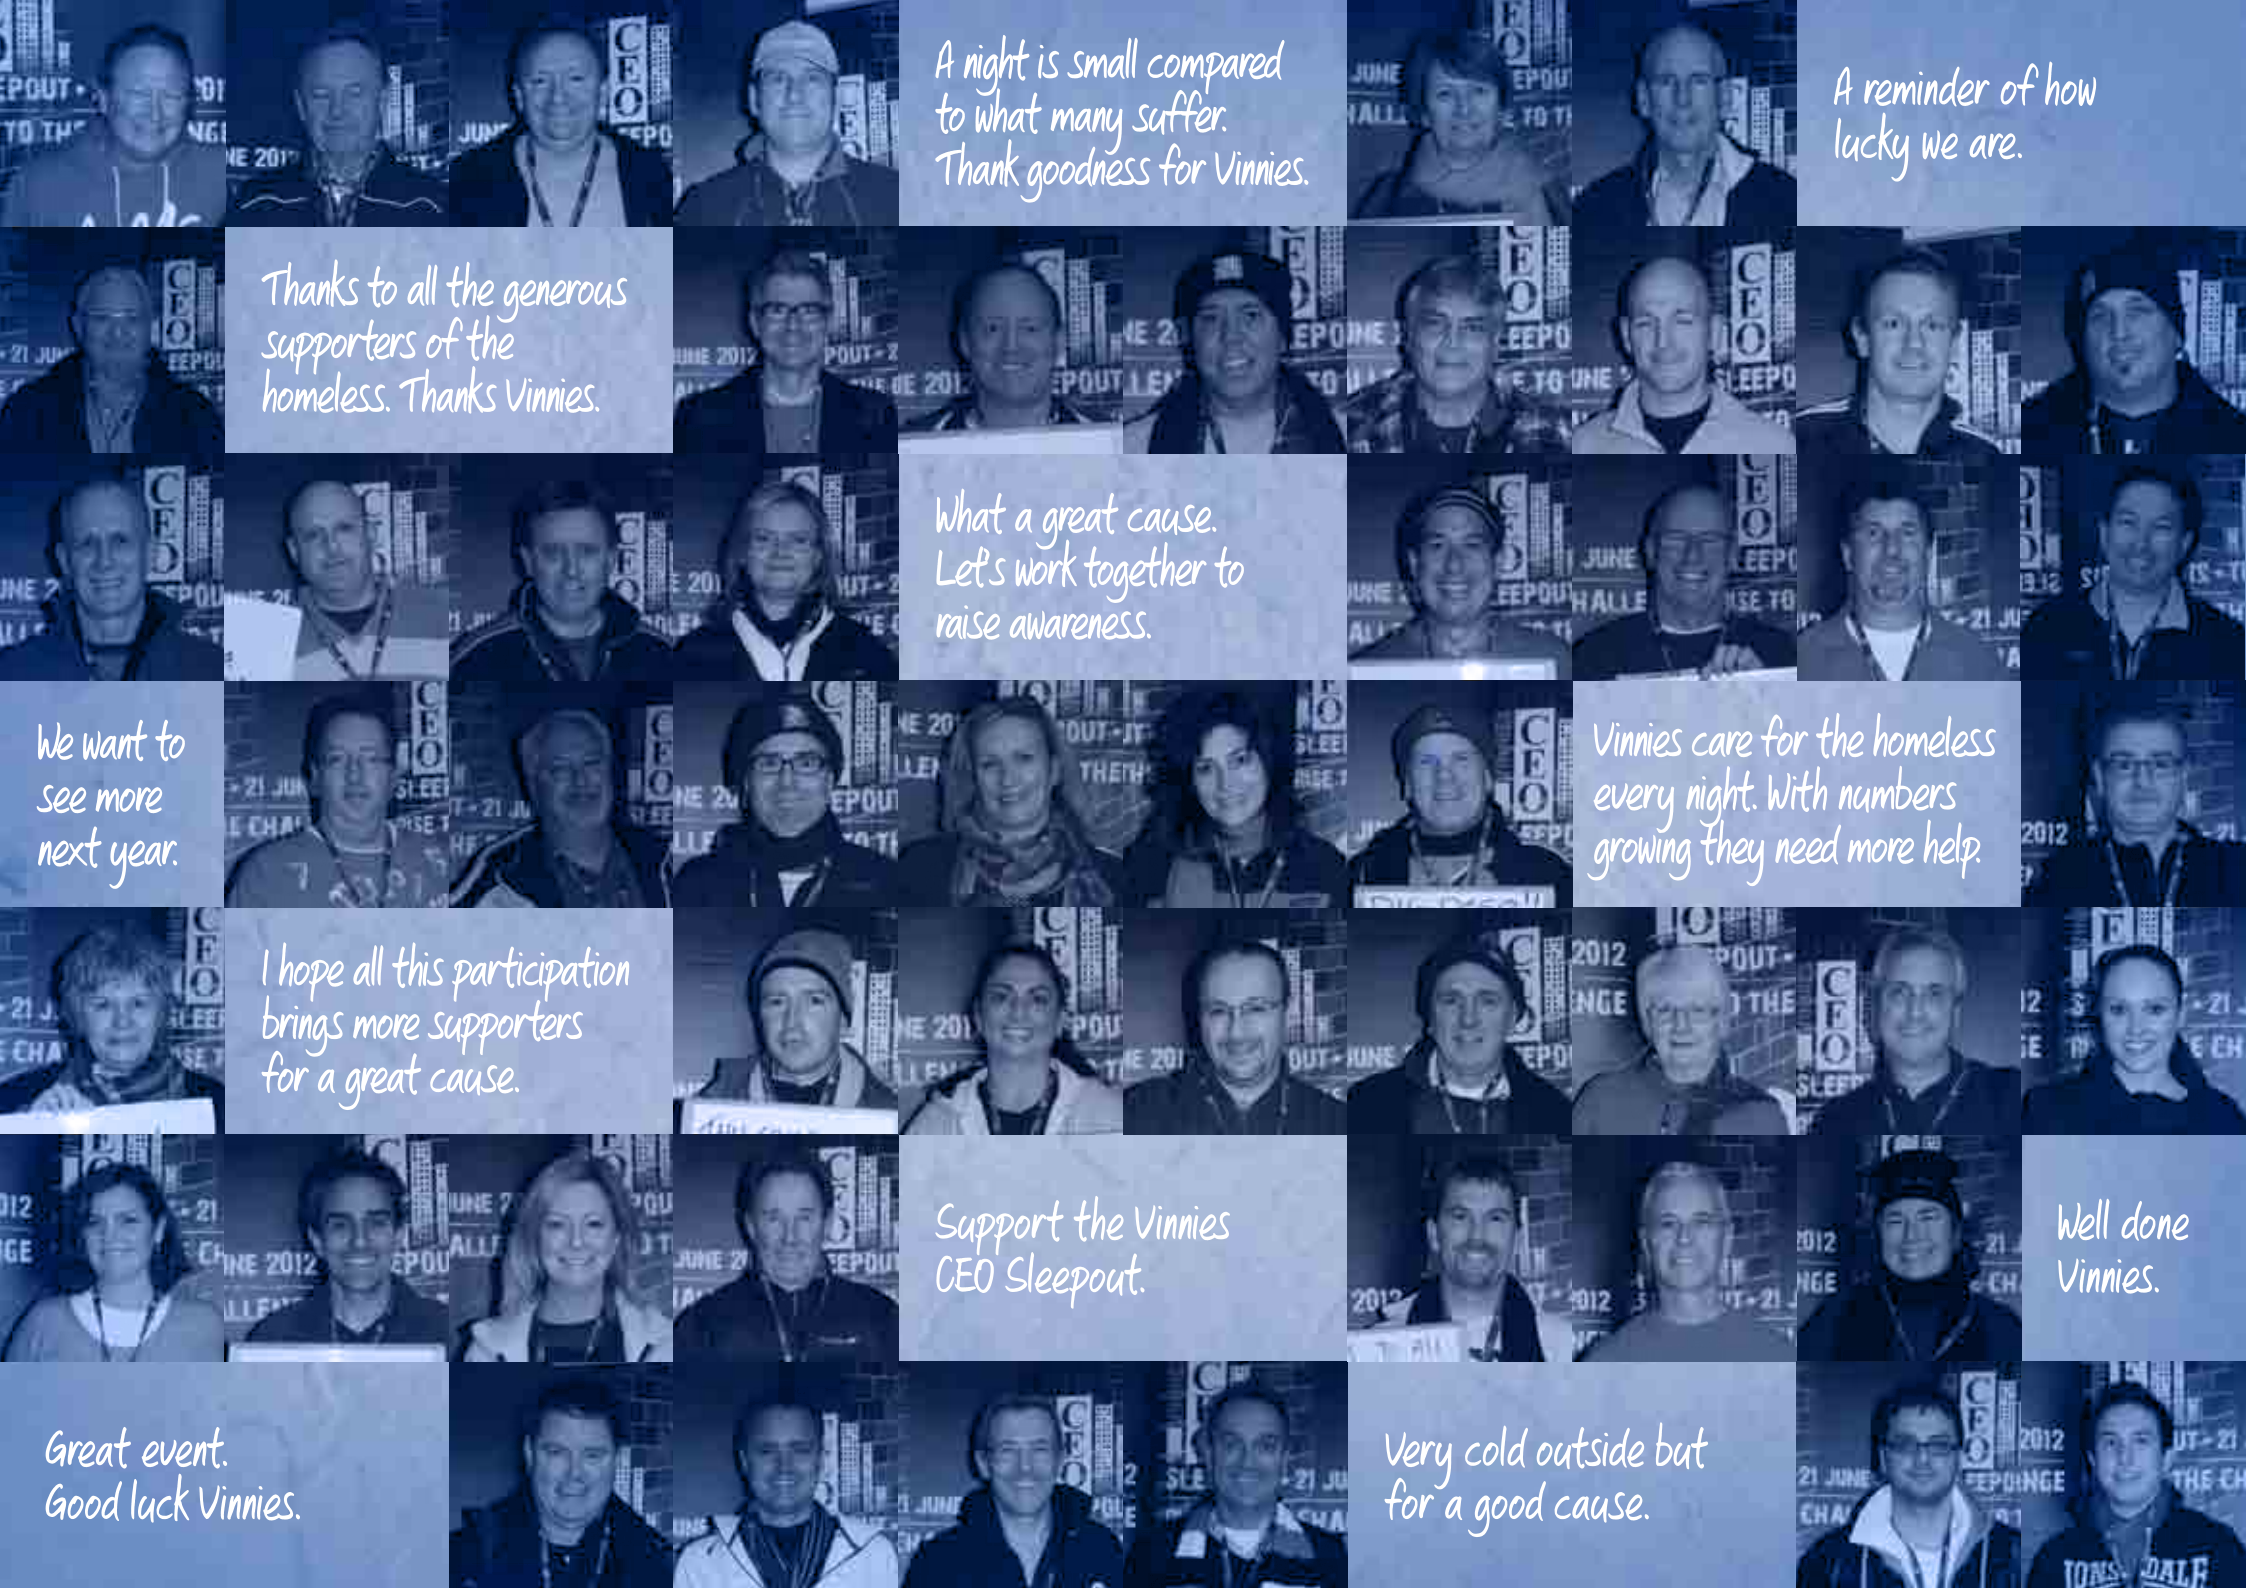 A night is small compared
to what many suffer.
Thank goodness for Vinnies.
A reminder of how
lucky we are.
Thanks to all the generous
supporters of the
homeless. Thanks Vinnies.
What a great cause.
Let's work together to
raise awareness.
We want to
see more
next year.
Vinnies care for the homeless
every night. With numbers
growing they need more help.
I hope all this participation
brings more supporters
for a great cause.
Support the Vinnies
CEO Sleepout.
Well done
Vinnies.
Great event.
Good luck Vinnies.
Very cold outside but
for a good cause.